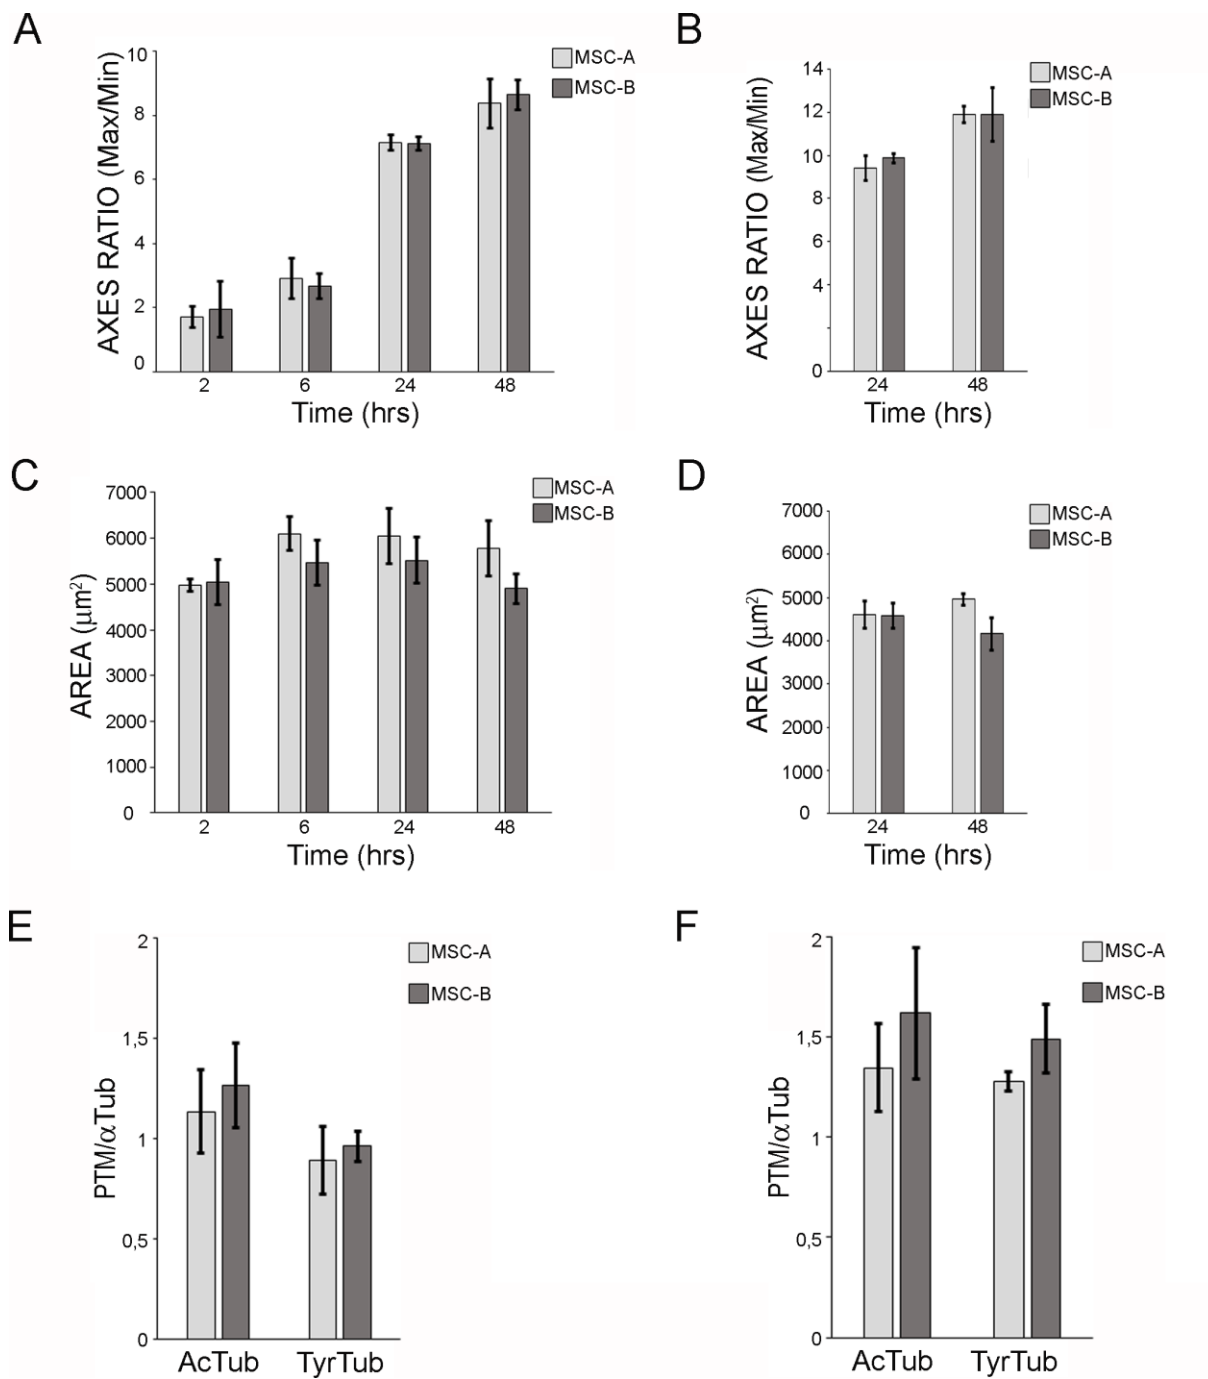 A
AXES RATIO (Max/Min)
10
8
6
4
2
0
2 6 24 48
Time (hrs)
MSC-A
MSC-B
B
AXES RATIO (Max/Min)
14
12
10
8
6
4
0
24 48
Time (hrs)
MSC-A
MSC-B
C
AREA (μm²)
7000
6000
5000
4000
3000
2000
1000
0
2 6 24 48
Time (hrs)
MSC-A
MSC-B
D
AREA (μm²)
7000
6000
5000
4000
3000
2000
1000
0
24 48
Time (hrs)
MSC-A
MSC-B
E
PTM/αTub
2
1,5
1
0,5
0
AcTub TyrTub
MSC-A
MSC-B
F
PTM/αTub
2
1,5
1
0,5
0
AcTub TyrTub
MSC-A
MSC-B